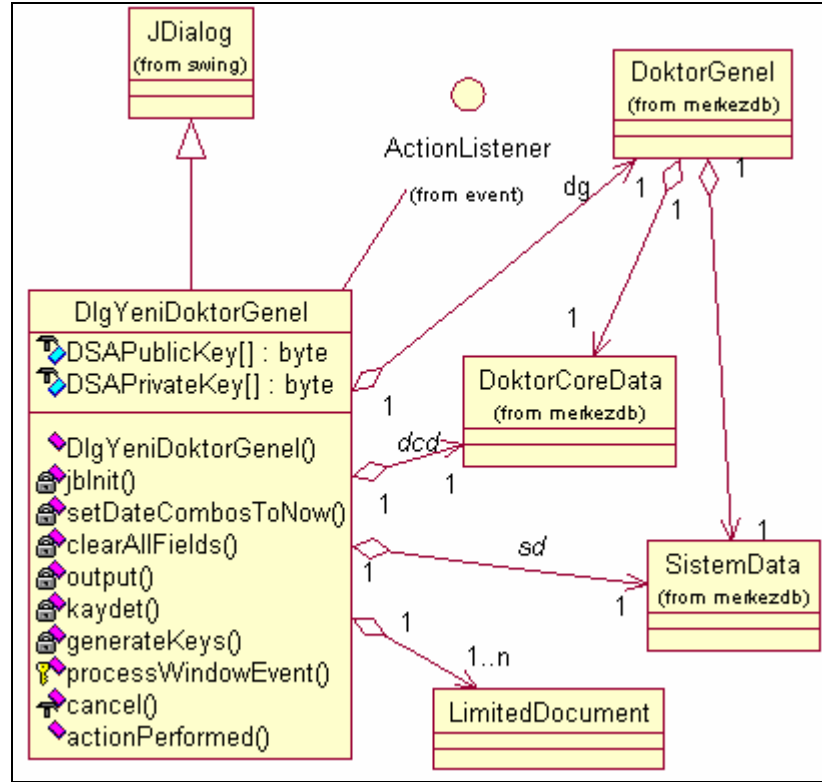 JDialog
(from swing)
DoktorGenel
(from merkezdb)
ActionListener
(from event)
dg
1
1
1
1
DlgYeniDoktorGenel
DSAPublicKey[] : byte
DSAPrivateKey[] : byte
1
DoktorCoreData
(from merkezdb)
DlgYeniDoktorGenel()
jbInit()
setDateCombosToNow()
clearAllFields()
output()
kaydet()
generateKeys()
processWindowEvent()
cancel()
actionPerformed()
dcd
1
1
sd
1
1
1
SistemData
(from merkezdb)
1
1..n
LimitedDocument